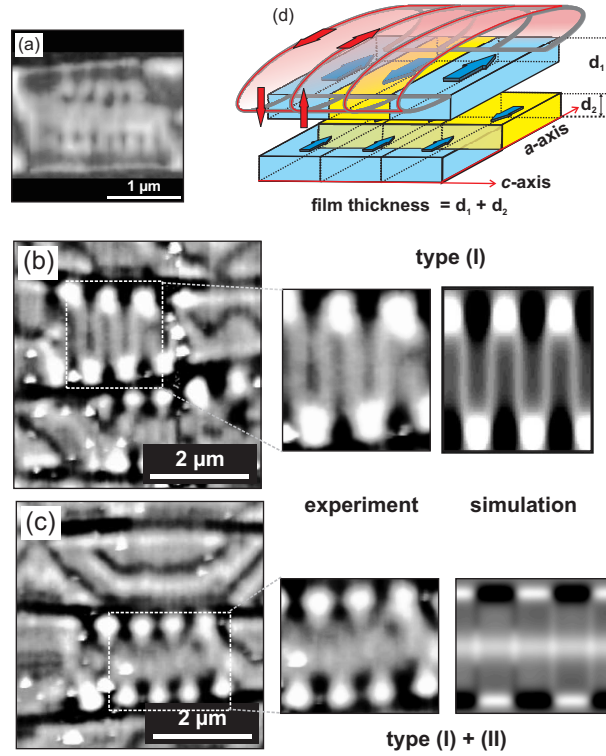 (a)
1 µm
(d)
d₁
d₂
a-axis
c-axis
film thickness = d₁ + d₂
(b)
type (I)
2 µm
experiment simulation
(c)
2 µm
type (I) + (II)